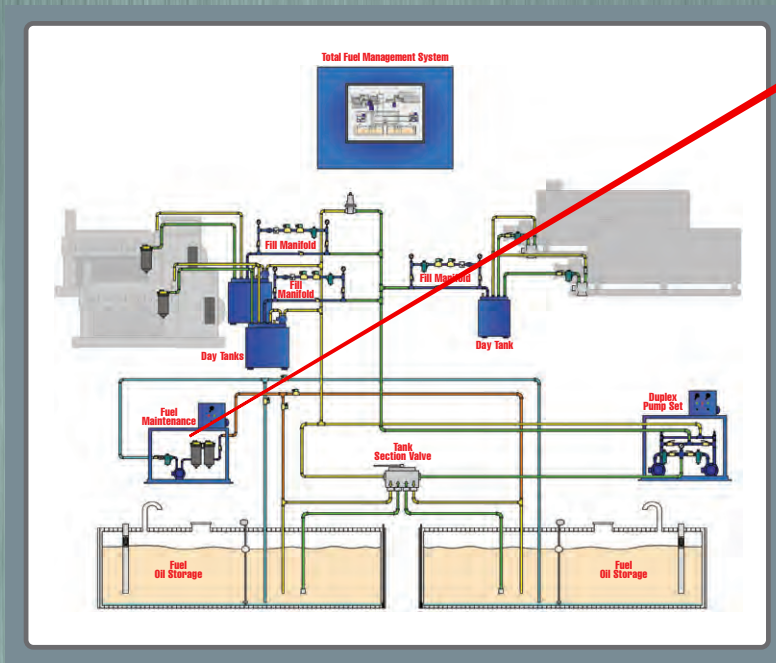 Total Fuel Management System
Fill Manifold
Fill
Manifold
Fill Manifold
Day Tanks
Day Tank
Fuel
Maintenance
Duplex
Pump Set
Tank
Section Valve
Fuel
Oil Storage
Fuel
Oil Storage